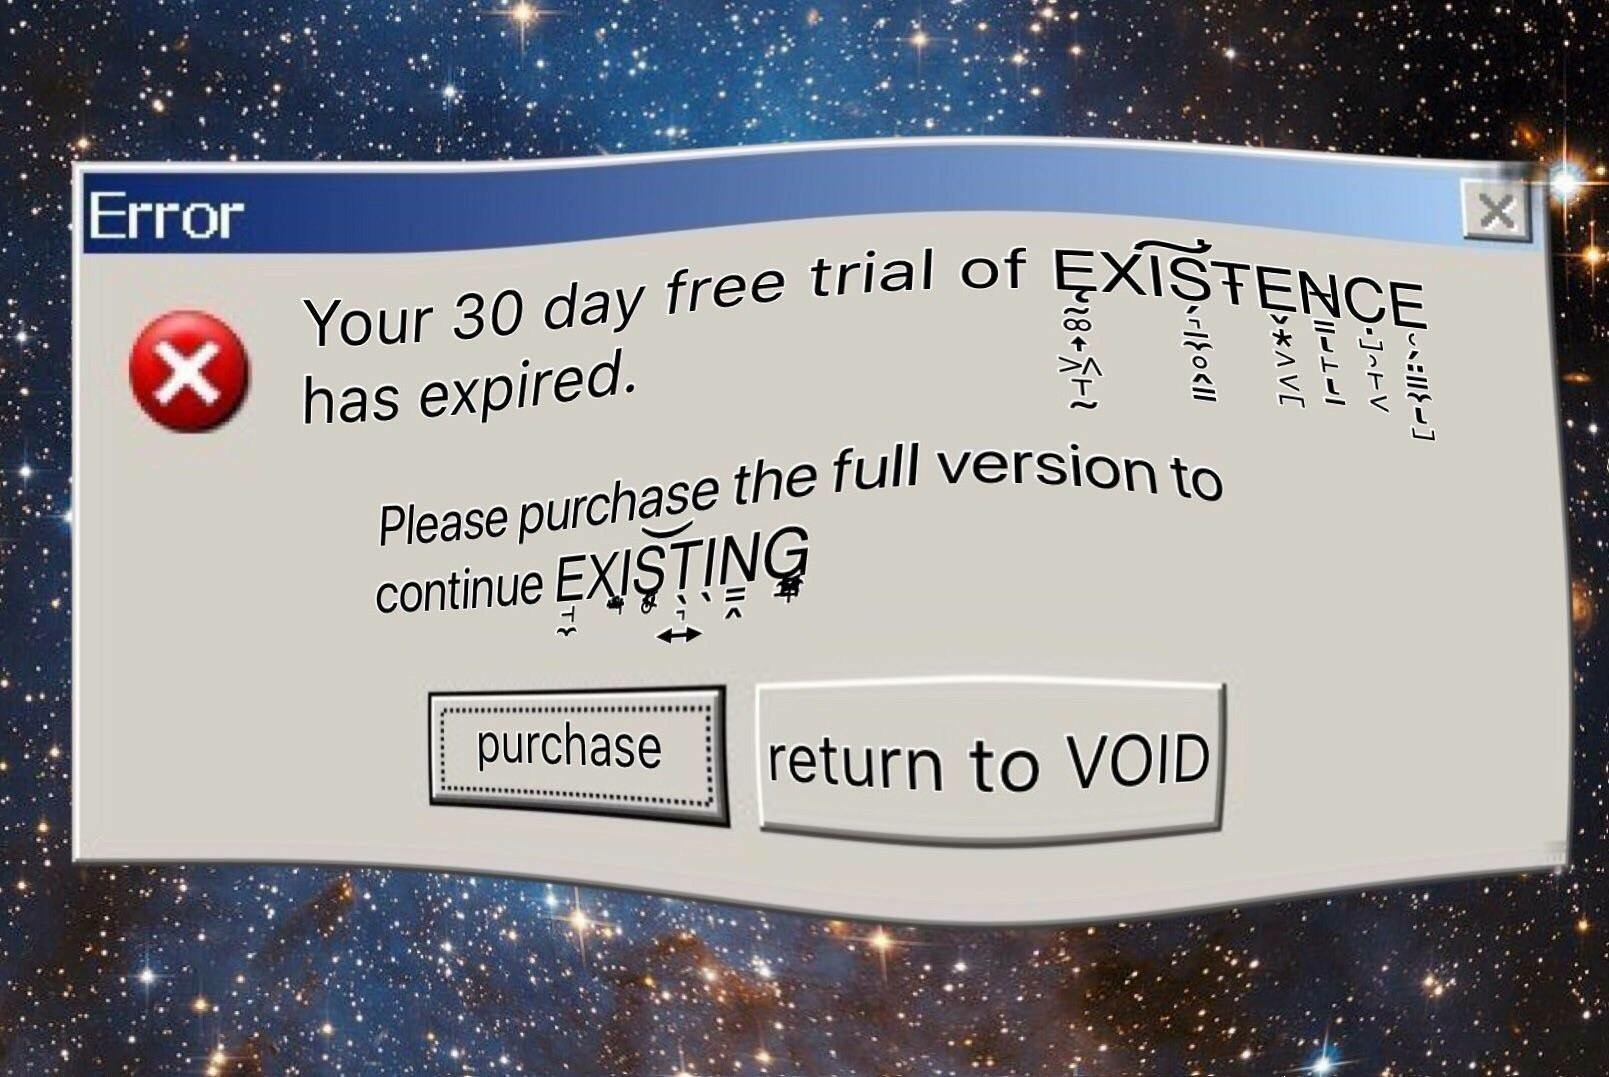 Error
Your 30 day free trial of EXISTENCE
has expired.
Please purchase the full version to
continue EXISTING
purchase
return to VOID